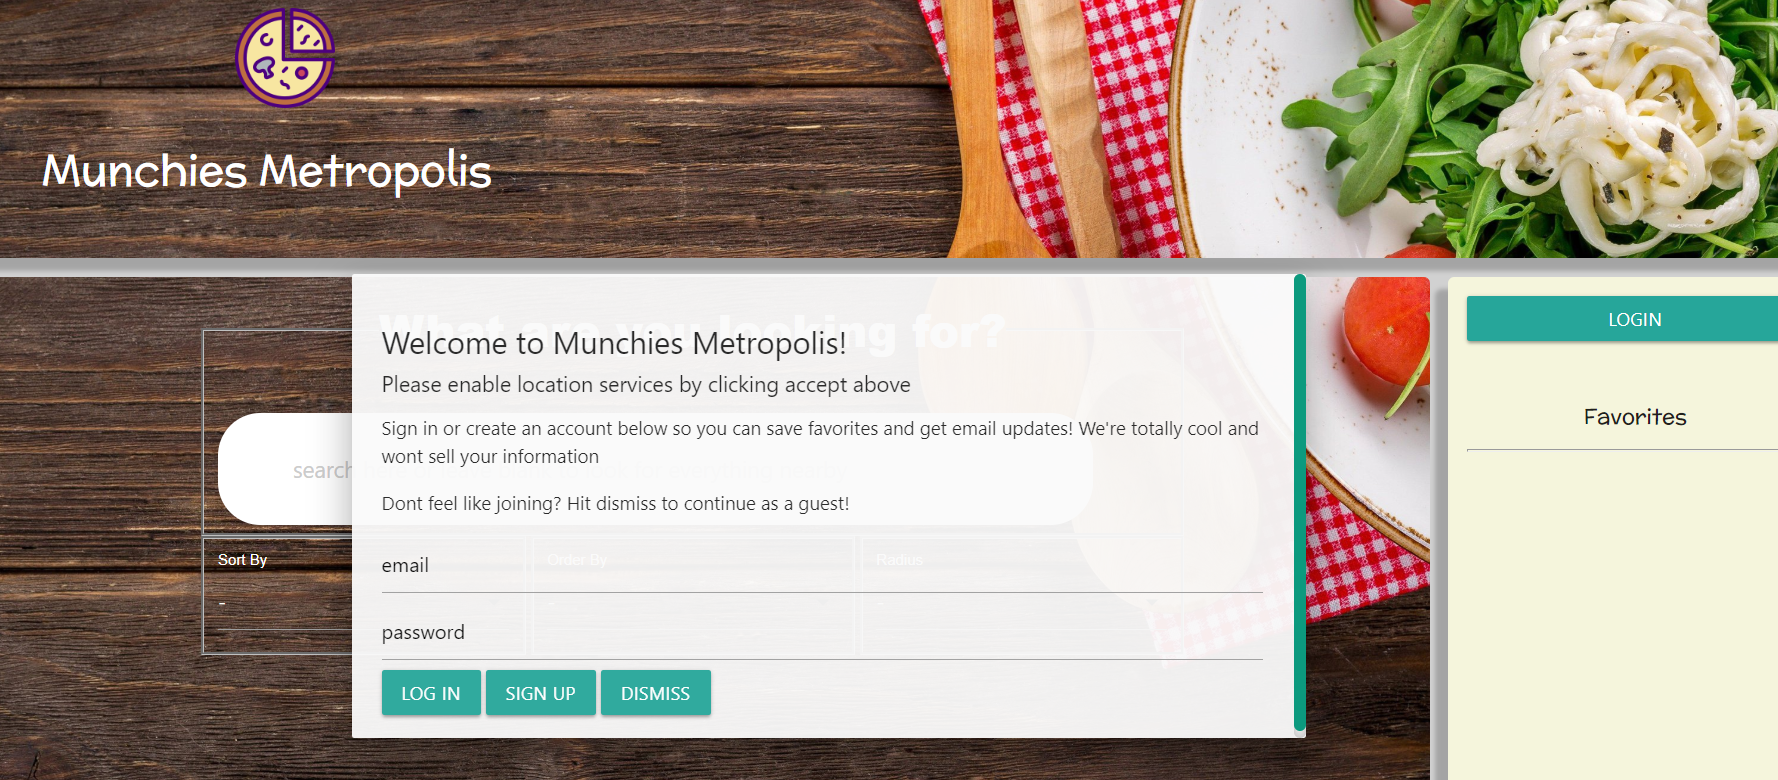 Munchies Metropolis
What are you looking for?
Welcome to Munchies Metropolis!
Please enable location services by clicking accept above
Sign in or create an account below so you can save favorites and get email updates! We're totally cool and
wont sell your information
search
Dont feel like joining? Hit dismiss to continue as a guest!
Sort By
Order By
Radius
-
-
-
email
password
LOG IN
SIGN UP
DISMISS
LOGIN
Favorites